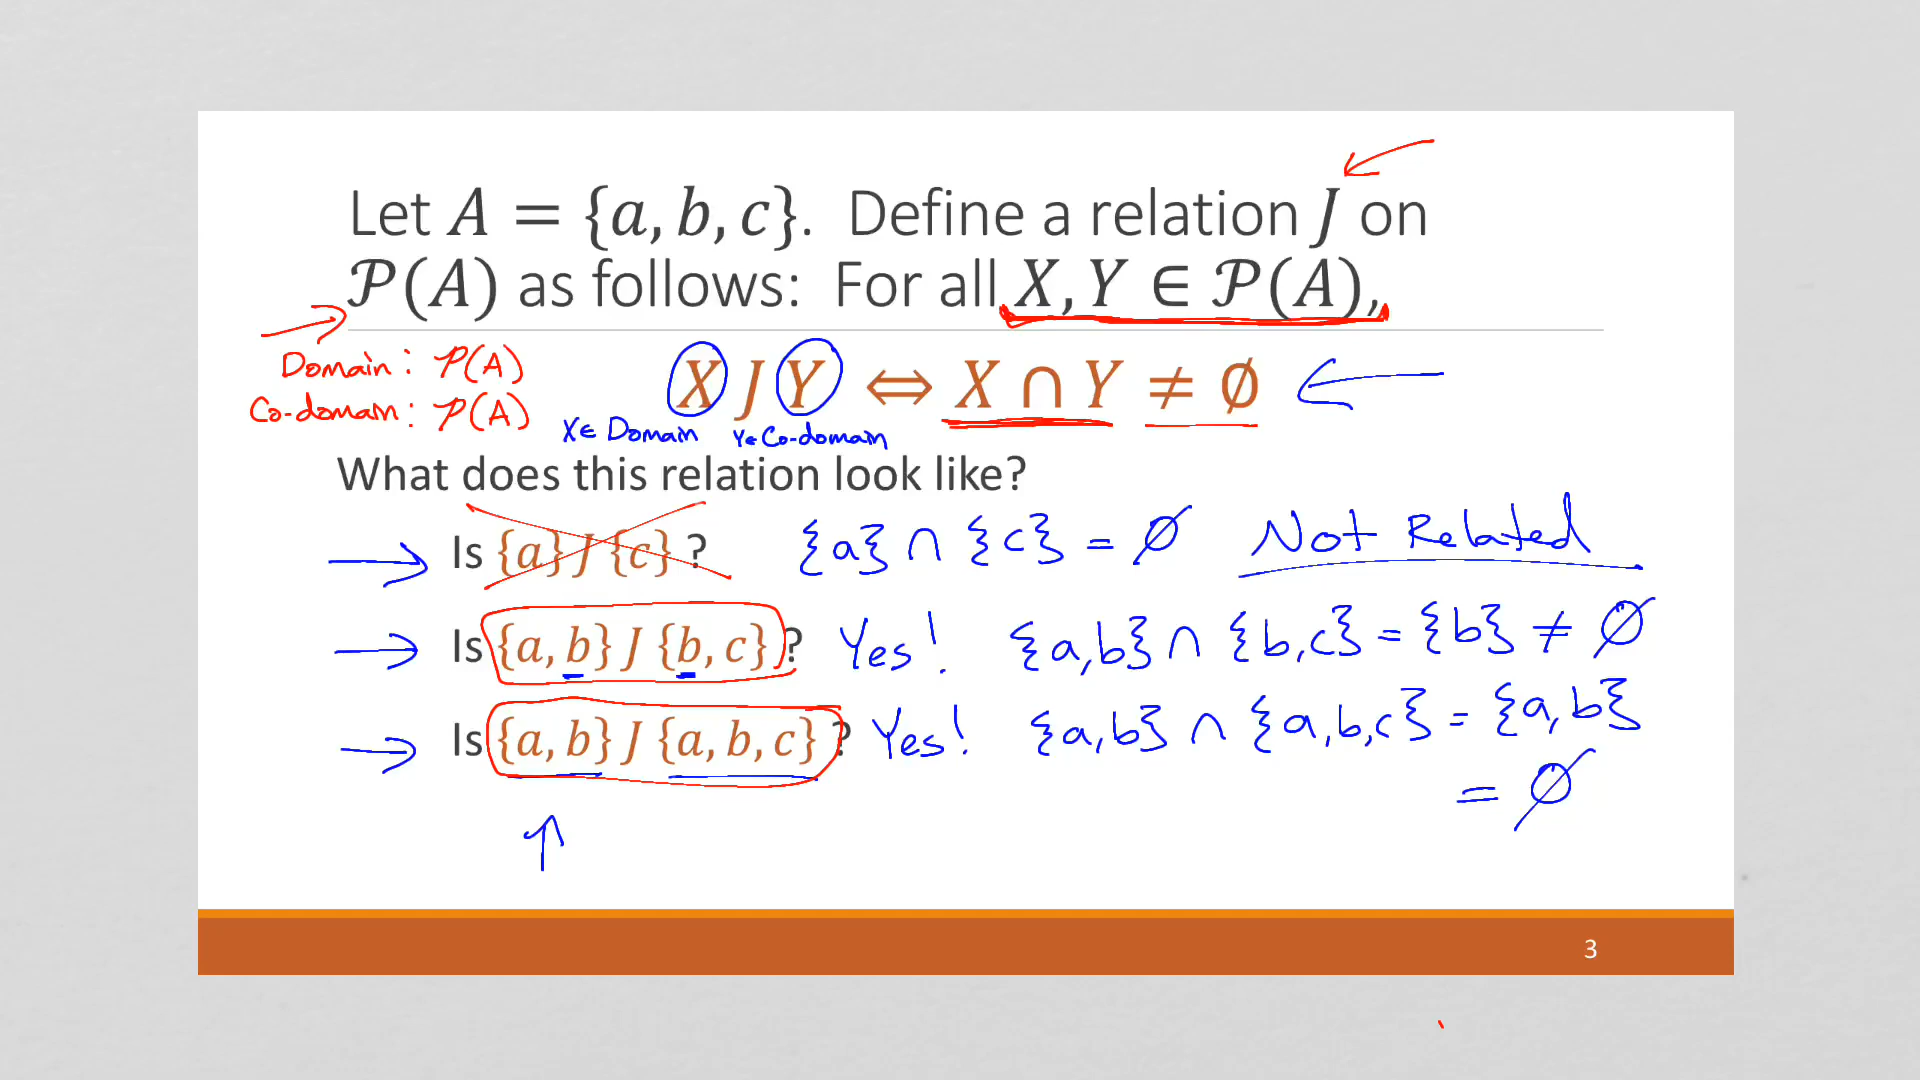 Let A = {a, b, c}. Define a relation J on
𝒫(A) as follows: For all X, Y ∈ 𝒫(A),
Domain: 𝒫(A)
Co-domain: 𝒫(A)
X J Y ⇔ X ∩ Y ≠ ∅
X∈ Domain Y∈ Co-domain
What does this relation look like?
Is {a} J {c} ? {a} ∩ {c} = ∅ Not Related
Is {a, b} J {b, c} ? Yes! {a,b} ∩ {b,c} = {b} ≠ ∅
Is {a, b} J {a, b, c} ? Yes! {a,b} ∩ {a,b,c} = {a,b}
= ∅
3